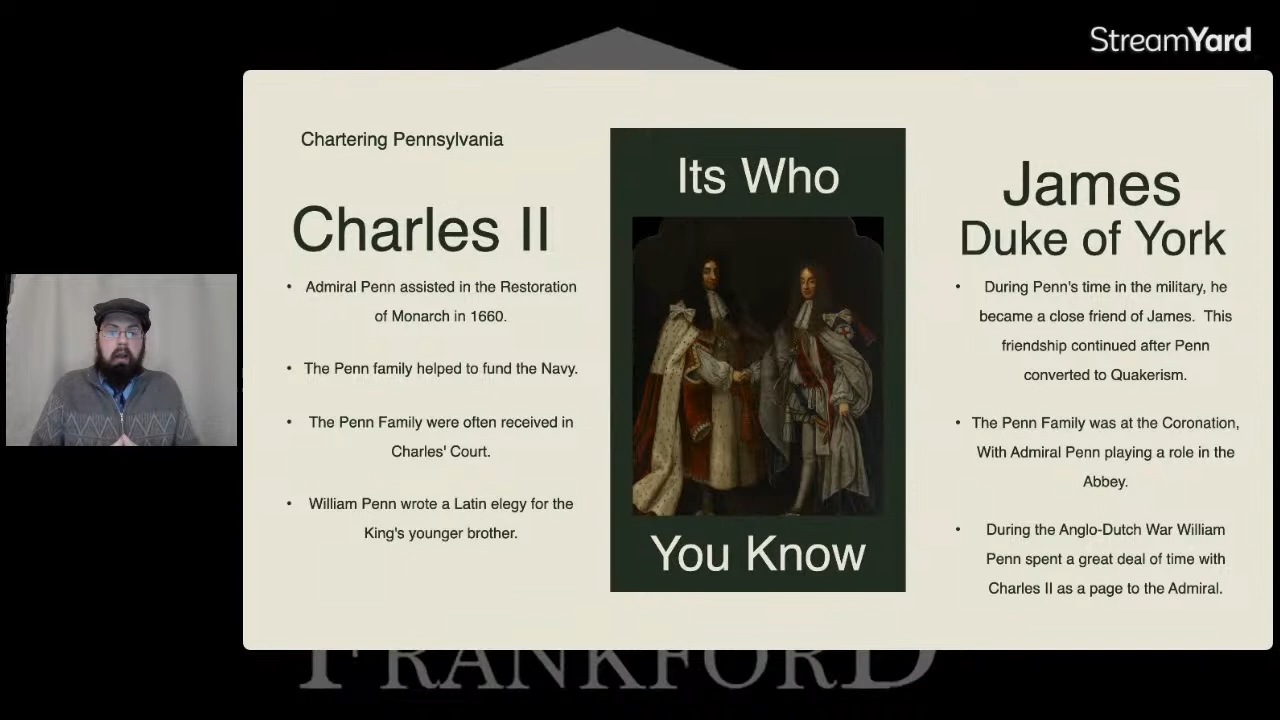 StreamYard
Chartering Pennsylvania
Charles II
• Admiral Penn assisted in the Restoration
of Monarch in 1660.
• The Penn family helped to fund the Navy.
• The Penn Family were often received in
Charles' Court.
• William Penn wrote a Latin elegy for the
King's younger brother.
Its Who
You Know
James
Duke of York
• During Penn's time in the military, he
became a close friend of James. This
friendship continued after Penn
converted to Quakerism.
• The Penn Family was at the Coronation,
With Admiral Penn playing a role in the
Abbey.
• During the Anglo-Dutch War William
Penn spent a great deal of time with
Charles II as a page to the Admiral.
FRANKFORD